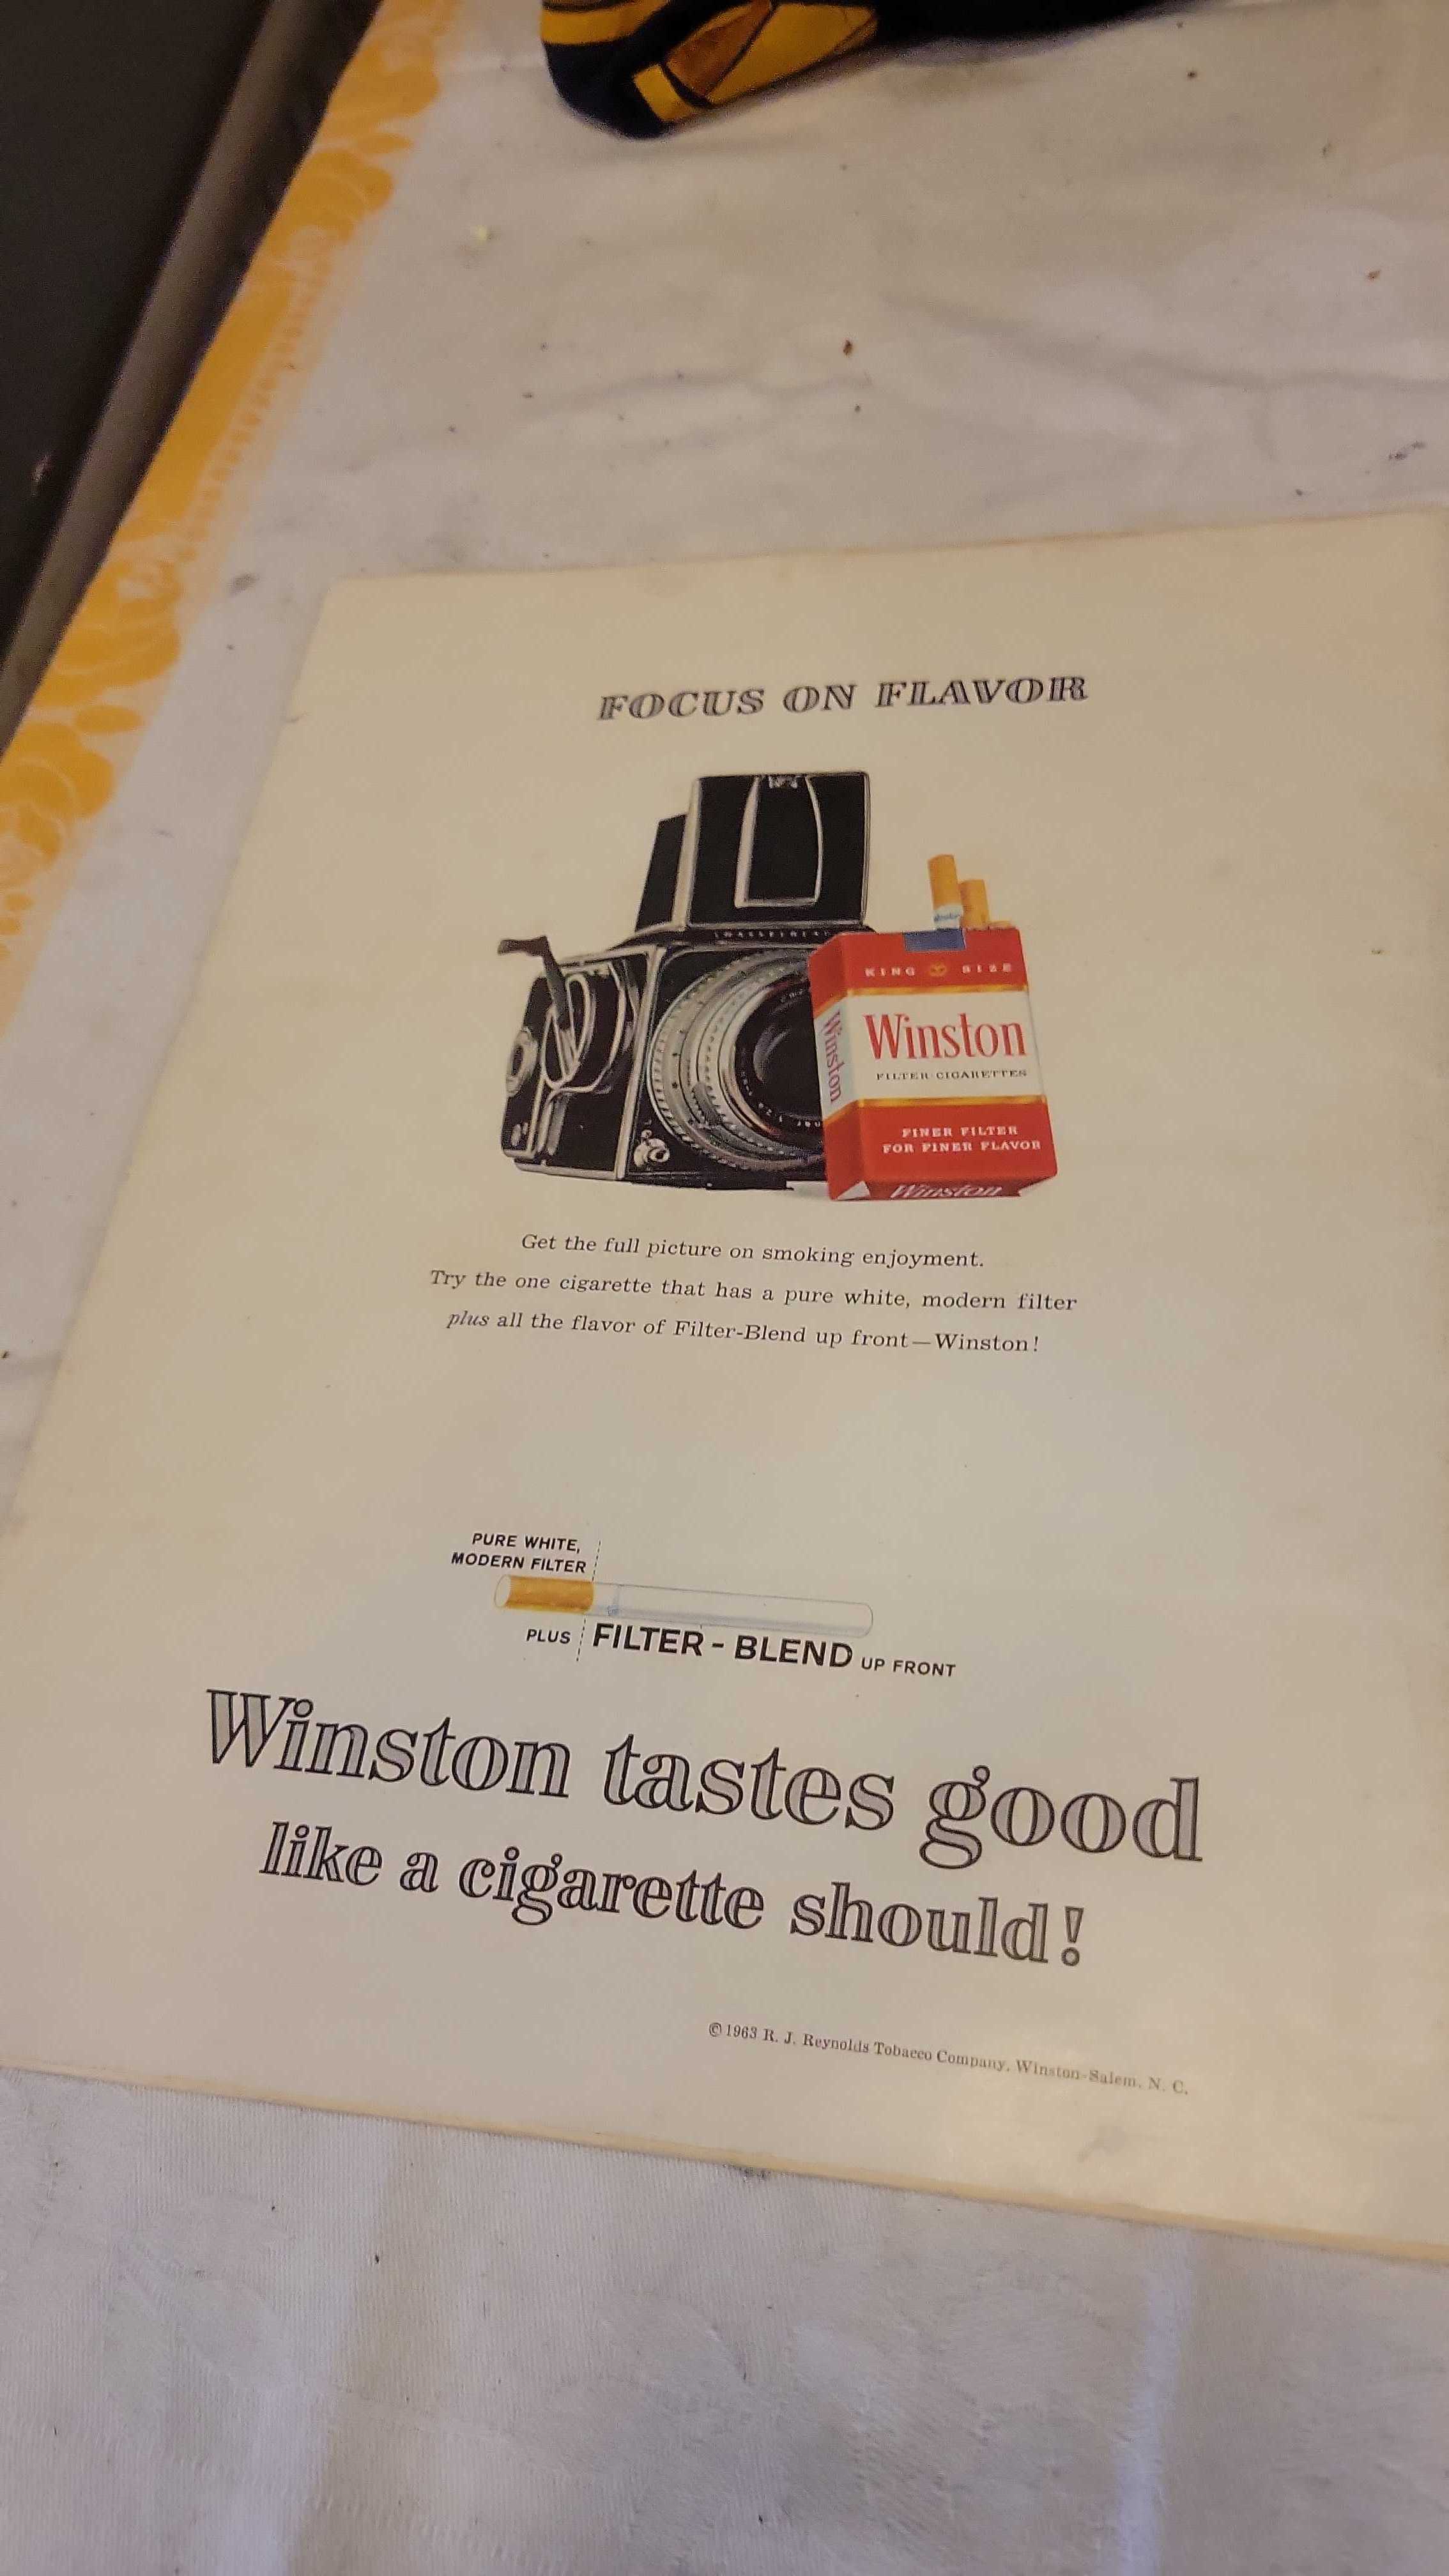 FOCUS ON FLAVOR
HASSELBLAD
KING SIZE
Winston
Winston
FILTER-CIGARETTES
FINER FILTER
FOR FINER FLAVOR
Winston
Get the full picture on smoking enjoyment.
Try the one cigarette that has a pure white, modern filter
plus all the flavor of Filter-Blend up front—Winston!
PURE WHITE,
MODERN FILTER
PLUS FILTER - BLEND UP FRONT
Winston tastes good
like a cigarette should!
©1963 R. J. Reynolds Tobacco Company, Winston-Salem, N. C.